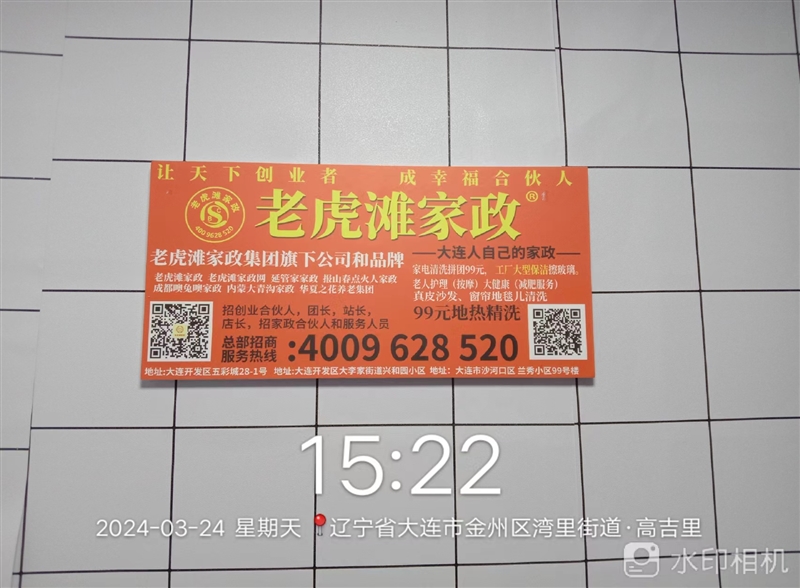 让天下创业者 成幸福合伙人
老虎滩家政
400 9628 520
老虎滩家政®
老虎滩家政集团旗下公司和品牌
——大连人自己的家政——
老虎滩家政 老虎滩家政网 延管家家政 报山春点火人家政
成都噢兔噢家政 内蒙大青沟家政 华夏之花养老集团
家电清洗拼团99元，工厂大型保洁擦玻璃。
老人护理（按摩）大健康（减肥服务）
真皮沙发、窗帘地毯儿清洗
99元地热精洗
招创业合伙人，团长，站长，
店长，招家政合伙人和服务人员
总部招商
服务热线:4009 628 520
地址:大连开发区五彩城28-1号 地址:大连开发区大学家街道兴和园小区 地址：大连市沙河口区 兰秀小区99号楼
15:22
2024-03-24 星期天 辽宁省大连市金州区湾里街道·高吉里
水印相机